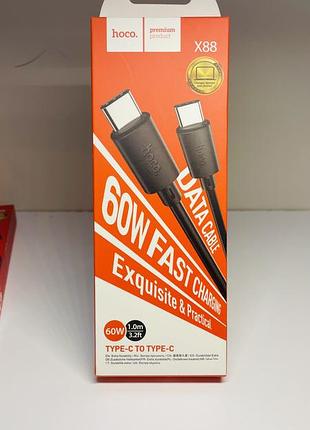 hoco.
premium
product
X88
hoco.
DATA CABLE
60W FAST CHARGING
Exquisite & Practical
60W
1.0m
3.2ft
TYPE-C TO TYPE-C